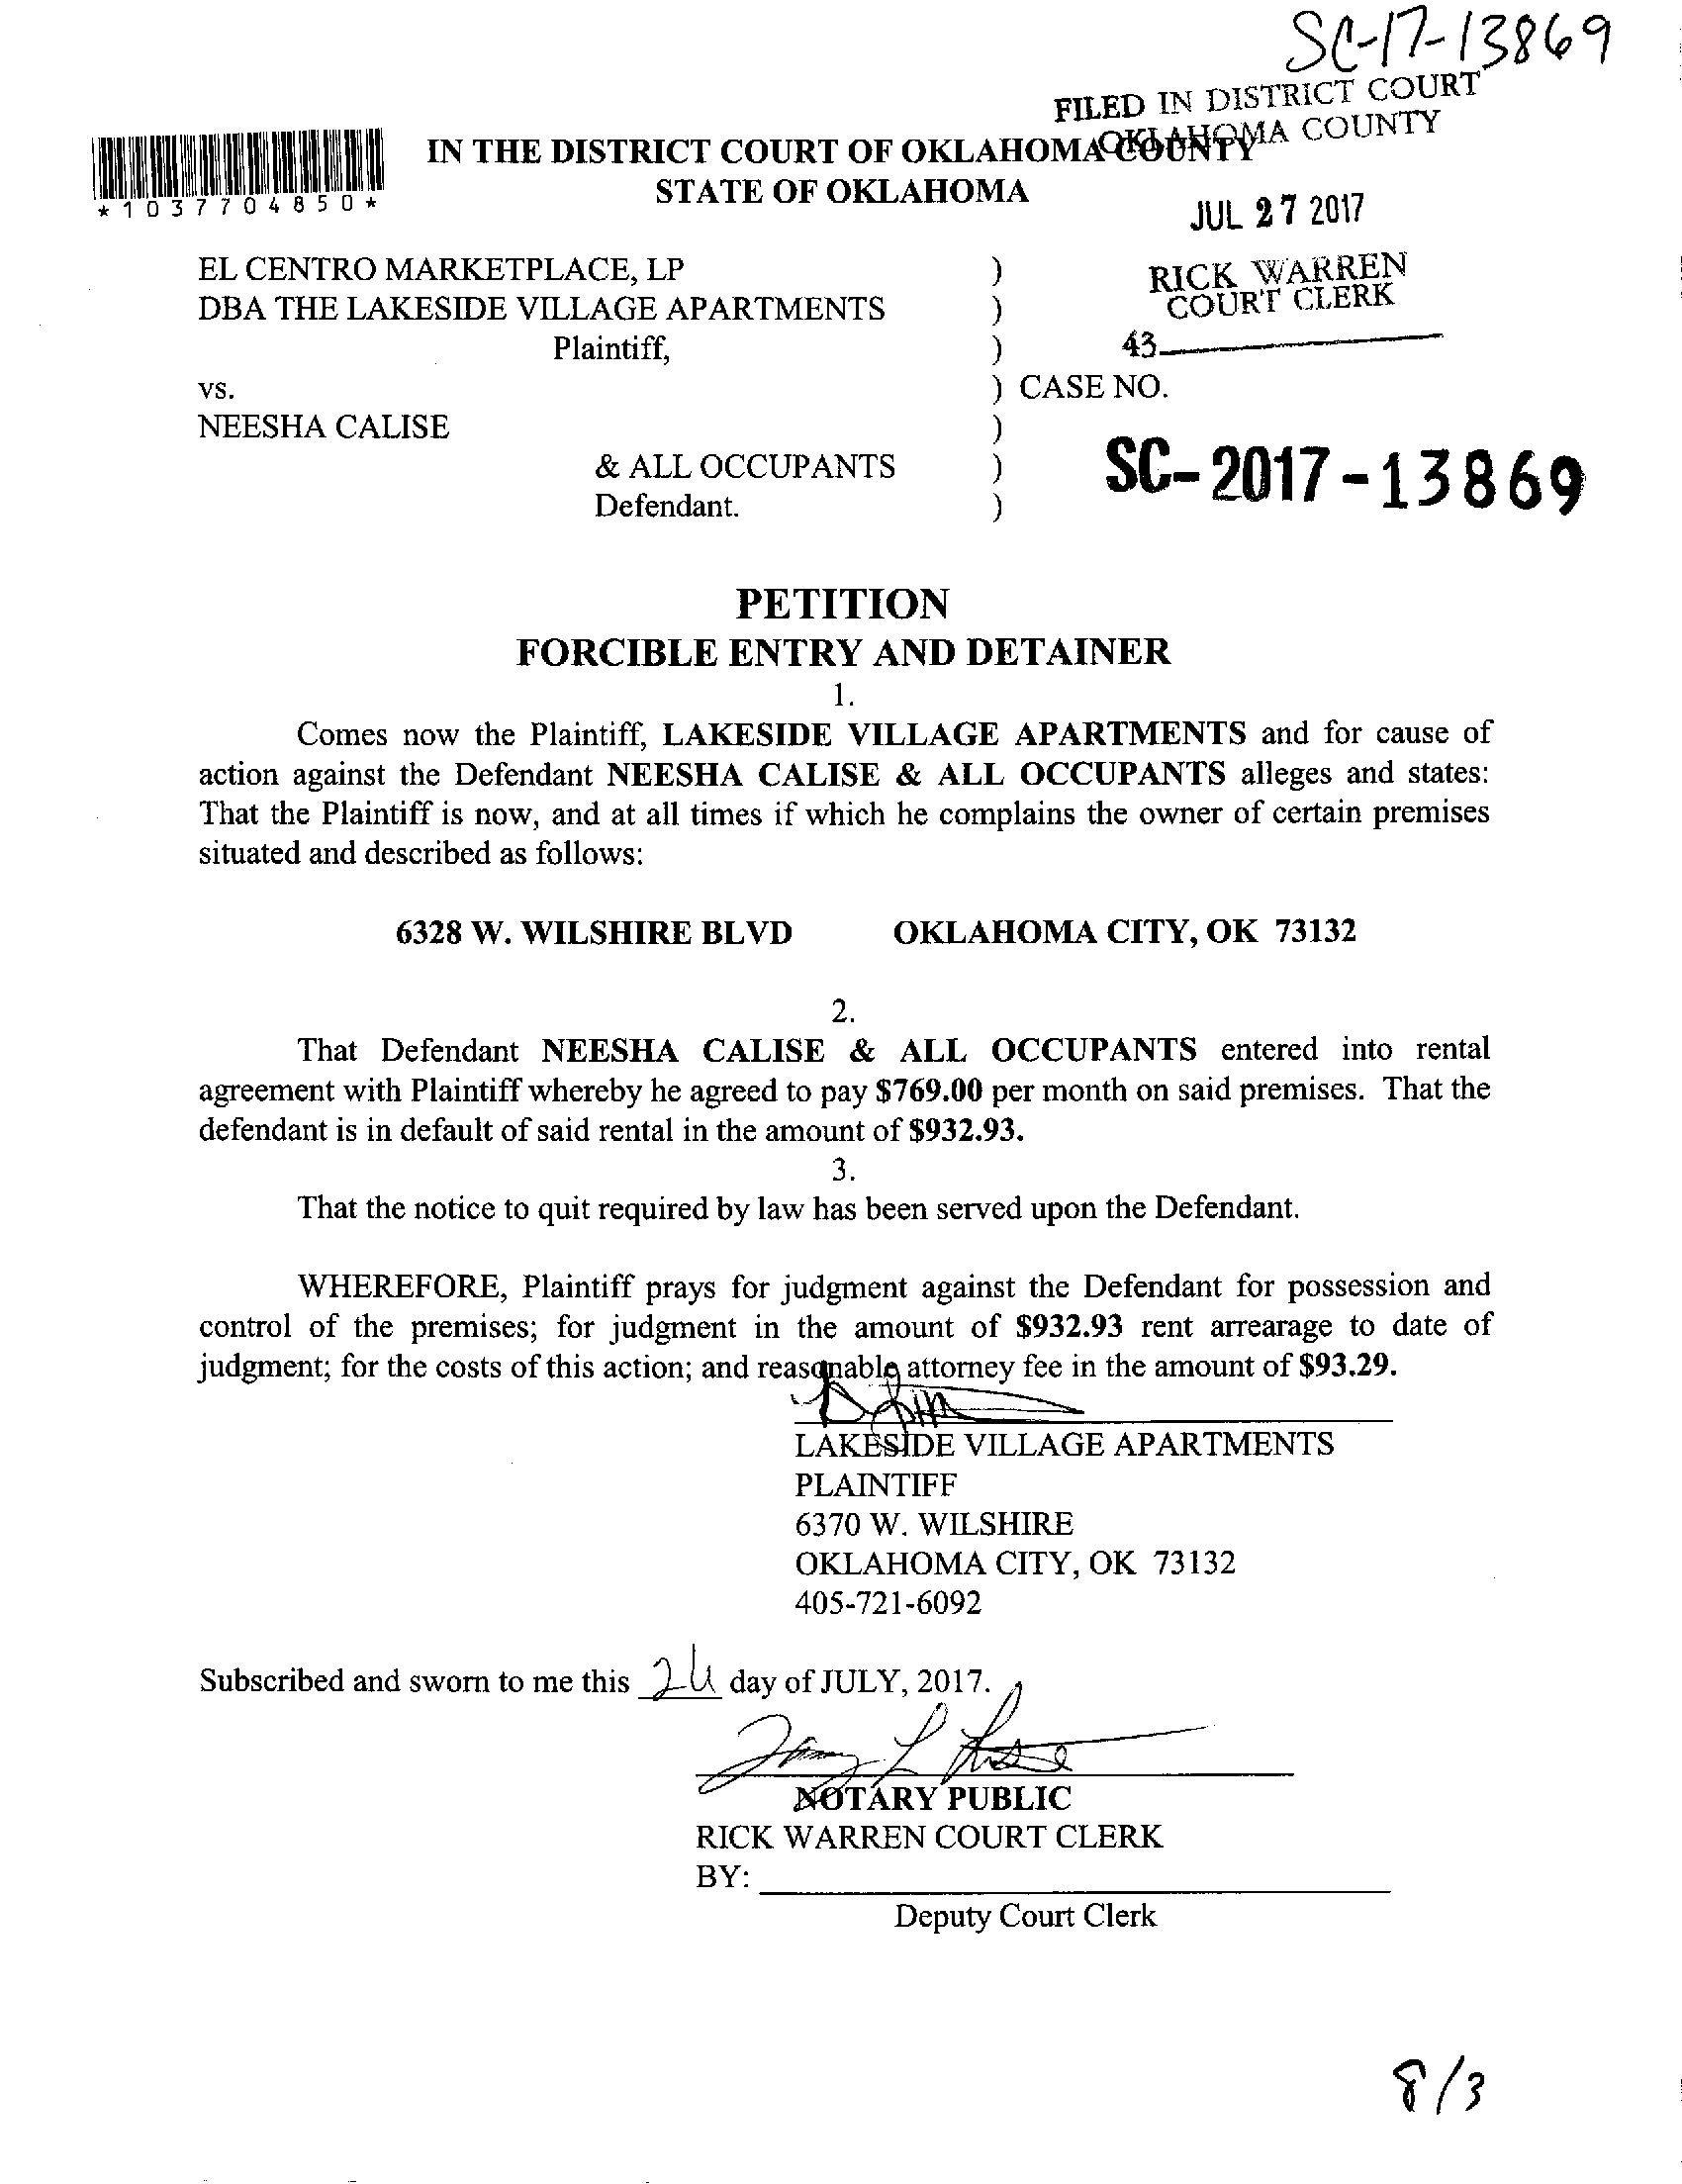 SC-17-13869
FILED IN DISTRICT COURT
OKLAHOMA COUNTY
IN THE DISTRICT COURT OF OKLAHOMA COUNTY
STATE OF OKLAHOMA
*1037704850*
JUL 27 2017
EL CENTRO MARKETPLACE, LP )
RICK WARREN
COURT CLERK
DBA THE LAKESIDE VILLAGE APARTMENTS )
Plaintiff, )
43
vs. ) CASE NO.
NEESHA CALISE )
& ALL OCCUPANTS )
SC-2017-13869
Defendant. )
PETITION
FORCIBLE ENTRY AND DETAINER
1.
Comes now the Plaintiff, LAKESIDE VILLAGE APARTMENTS and for cause of
action against the Defendant NEESHA CALISE & ALL OCCUPANTS alleges and states:
That the Plaintiff is now, and at all times if which he complains the owner of certain premises
situated and described as follows:
6328 W. WILSHIRE BLVD OKLAHOMA CITY, OK 73132
2.
That Defendant NEESHA CALISE & ALL OCCUPANTS entered into rental
agreement with Plaintiff whereby he agreed to pay $769.00 per month on said premises. That the
defendant is in default of said rental in the amount of $932.93.
3.
That the notice to quit required by law has been served upon the Defendant.
WHEREFORE, Plaintiff prays for judgment against the Defendant for possession and
control of the premises; for judgment in the amount of $932.93 rent arrearage to date of
judgment; for the costs of this action; and reasonable attorney fee in the amount of $93.29.
LAKESIDE VILLAGE APARTMENTS
PLAINTIFF
6370 W. WILSHIRE
OKLAHOMA CITY, OK 73132
405-721-6092
Subscribed and sworn to me this day of JULY, 2017.
NOTARY PUBLIC
RICK WARREN COURT CLERK
BY:
Deputy Court Clerk
8/3